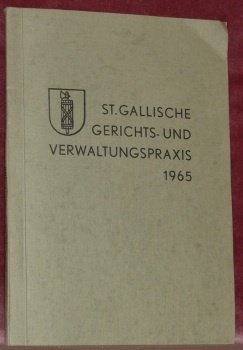 ST. GALLISCHE
GERICHTS- UND
VERWALTUNGSPRAXIS
1965